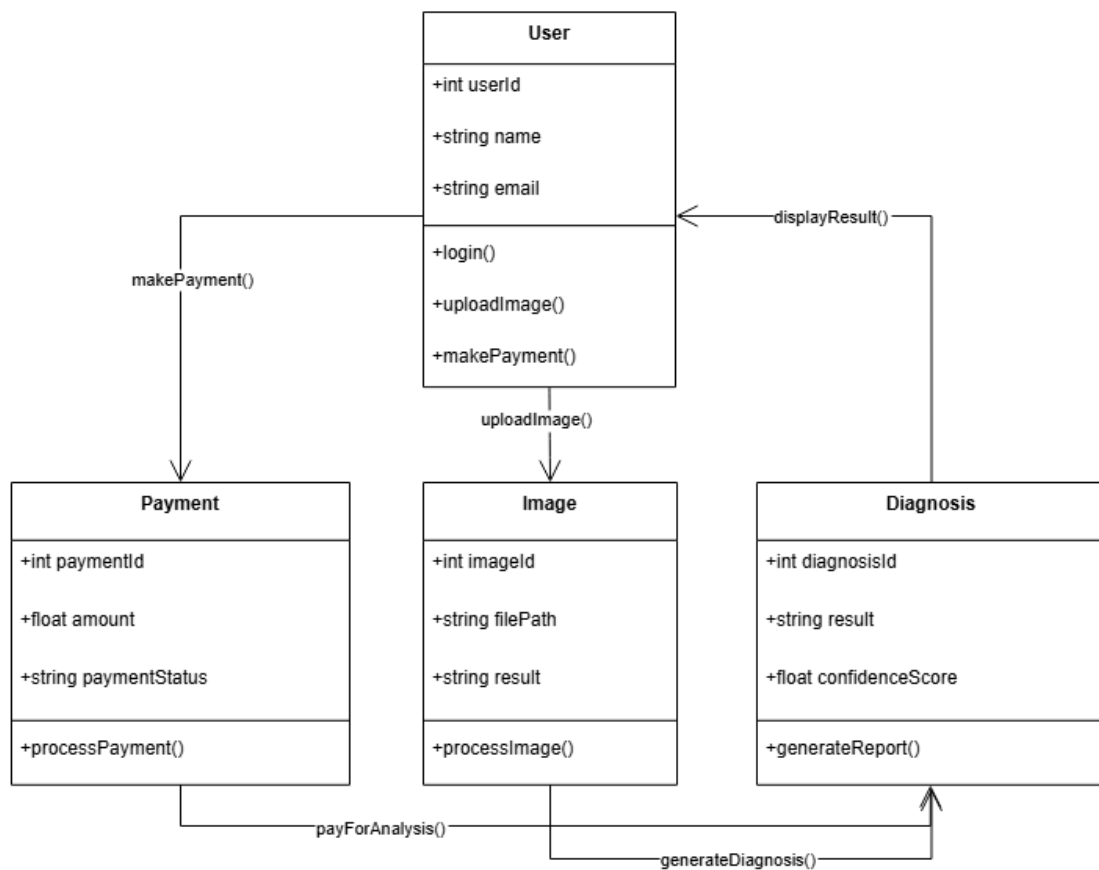 User
+int userId
+string name
+string email
+login()
+uploadImage()
+makePayment()
displayResult()
makePayment()
uploadImage()
Payment
+int paymentId
+float amount
+string paymentStatus
+processPayment()
Image
+int imageId
+string filePath
+string result
+processImage()
Diagnosis
+int diagnosisId
+string result
+float confidenceScore
+generateReport()
payForAnalysis()
generateDiagnosis()